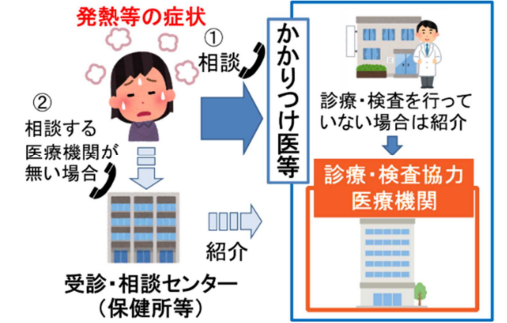 発熱等の症状
①
相談
②
相談する
医療機関が
無い場合
受診・相談センター
（保健所等）
紹介
かかりつけ医等
診療・検査を行って
いない場合は紹介
診療・検査協力
医療機関